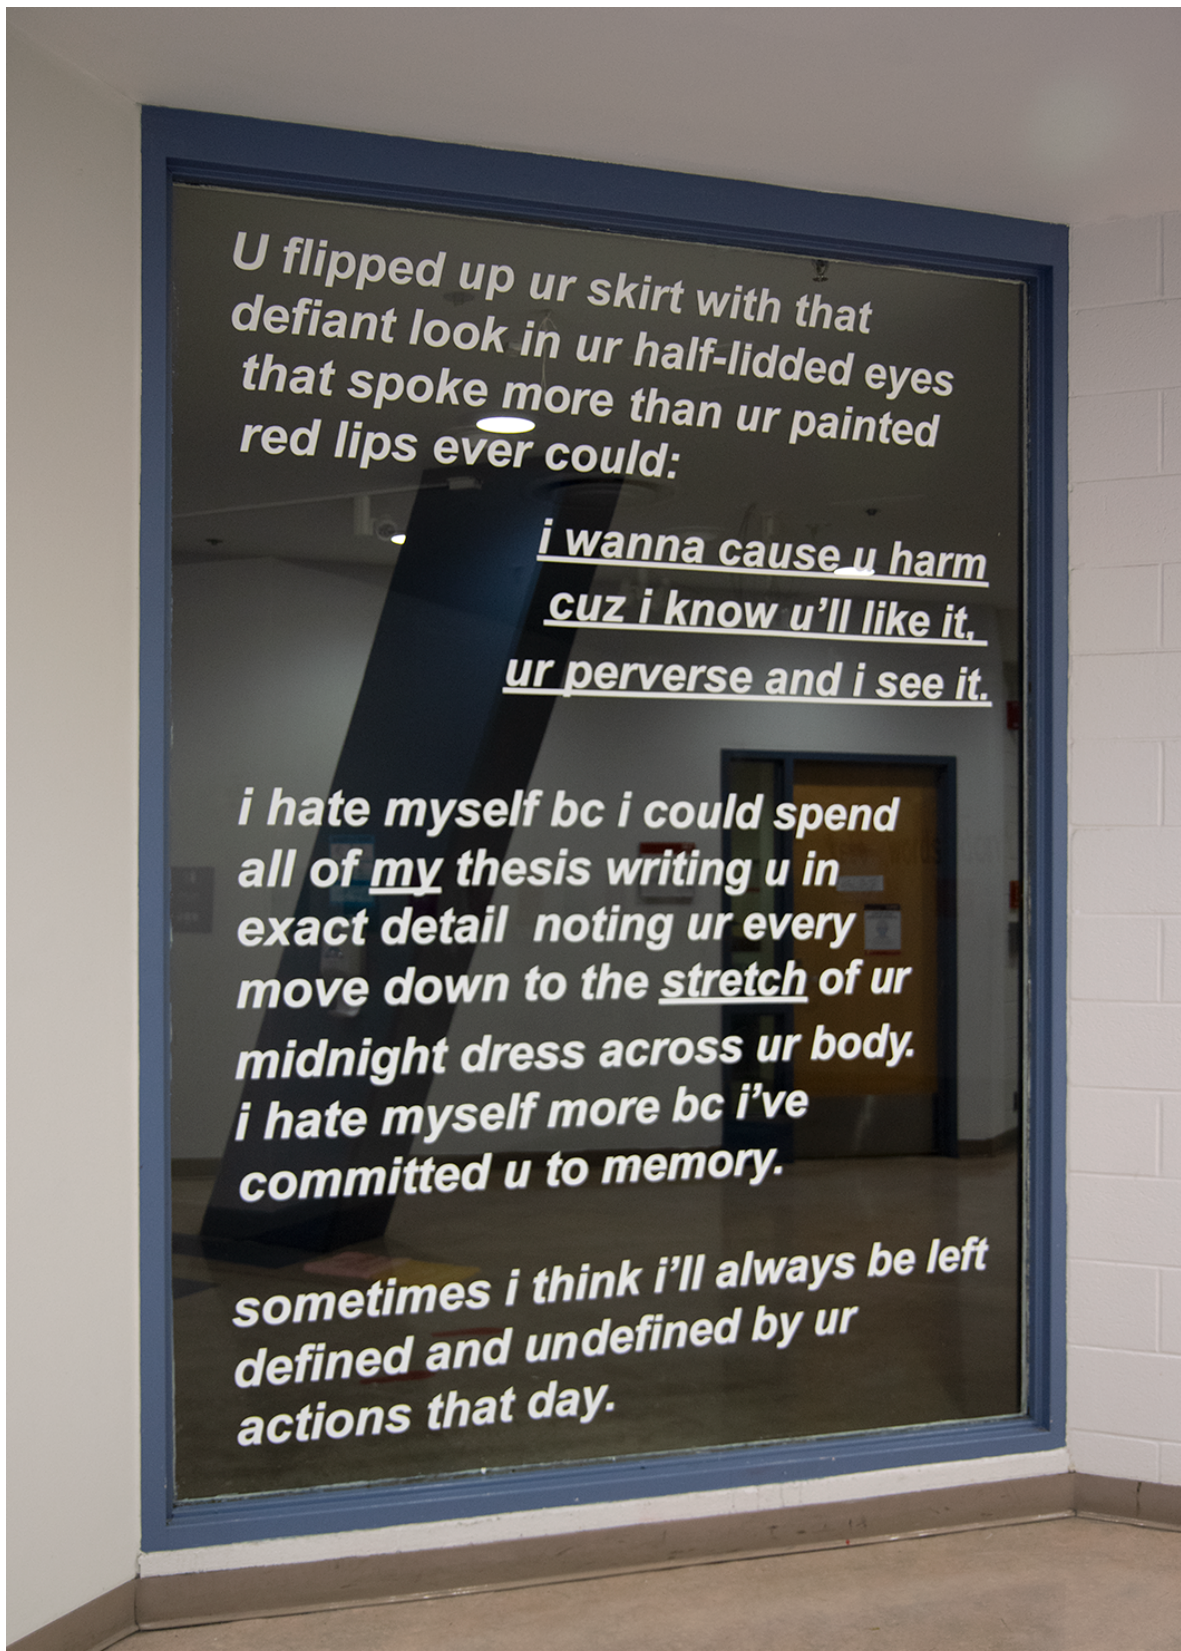 U flipped up ur skirt with that
defiant look in ur half-lidded eyes
that spoke more than ur painted
red lips ever could:
i wanna cause u harm
cuz i know u'll like it,
ur perverse and i see it.
i hate myself bc i could spend
all of my thesis writing u in
exact detail noting ur every
move down to the stretch of ur
midnight dress across ur body.
i hate myself more bc i've
committed u to memory.
sometimes i think i'll always be left
defined and undefined by ur
actions that day.